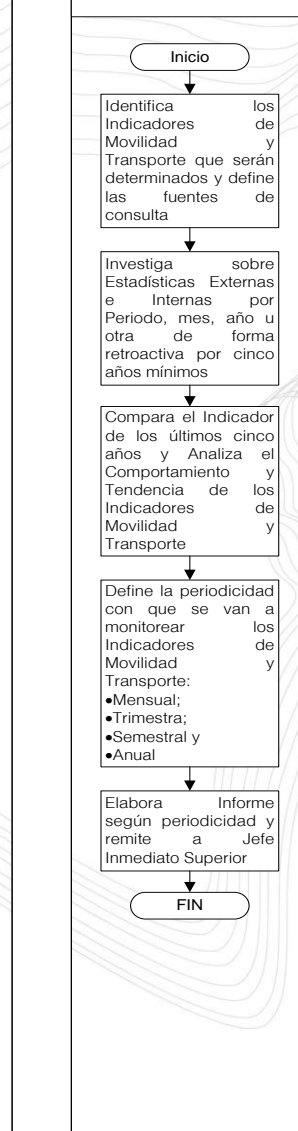 Inicio
Identifica los
Indicadores de
Movilidad y
Transporte que serán
determinados y define
las fuentes de
consulta
Investiga sobre
Estadísticas Externas
e Internas por
Periodo, mes, año u
otra de forma
retroactiva por cinco
años mínimos
Compara el Indicador
de los últimos cinco
años y Analiza el
Comportamiento y
Tendencia de los
Indicadores de
Movilidad y
Transporte
Define la periodicidad
con que se van a
monitorear los
Indicadores de
Movilidad y
Transporte:
•Mensual;
•Trimestra;
•Semestral y
•Anual
Elabora Informe
según periodicidad y
remite a Jefe
Inmediato Superior
FIN